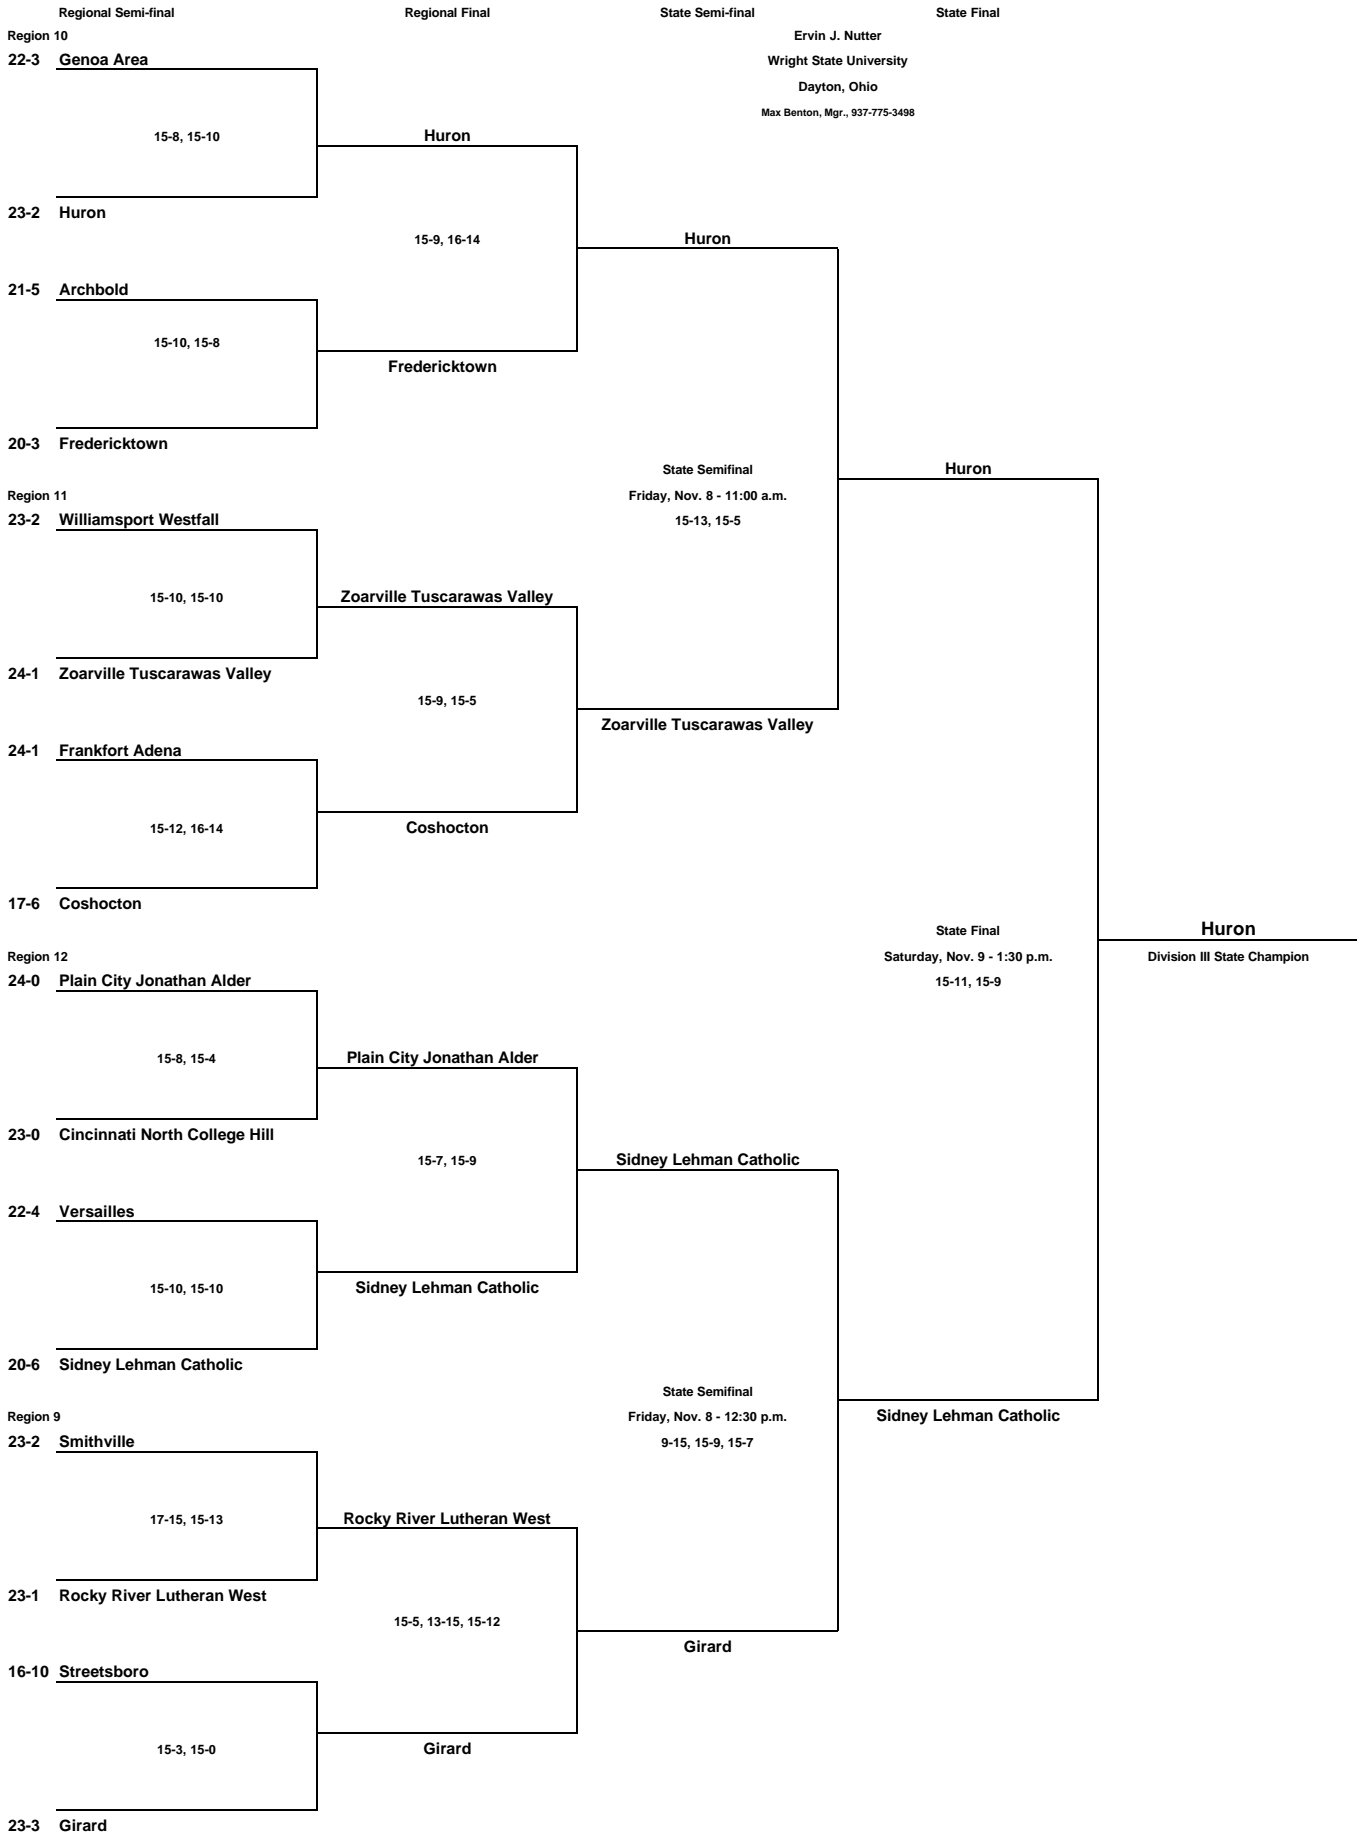 Regional Semi-final Regional Final State Semi-final State Final
Region 10 Ervin J. Nutter
22-3 Genoa Area Wright State University
Dayton, Ohio
Max Benton, Mgr., 937-775-3498
15-8, 15-10 Huron
23-2 Huron
15-9, 16-14 Huron
21-5 Archbold
15-10, 15-8
Fredericktown
20-3 Fredericktown
State Semifinal Huron
Region 11 Friday, Nov. 8 - 11:00 a.m.
23-2 Williamsport Westfall 15-13, 15-5
15-10, 15-10 Zoarville Tuscarawas Valley
24-1 Zoarville Tuscarawas Valley
15-9, 15-5
Zoarville Tuscarawas Valley
24-1 Frankfort Adena
15-12, 16-14 Coshocton
17-6 Coshocton
State Final Huron
Region 12 Saturday, Nov. 9 - 1:30 p.m. Division III State Champion
24-0 Plain City Jonathan Alder 15-11, 15-9
15-8, 15-4 Plain City Jonathan Alder
23-0 Cincinnati North College Hill
15-7, 15-9 Sidney Lehman Catholic
22-4 Versailles
15-10, 15-10 Sidney Lehman Catholic
20-6 Sidney Lehman Catholic
State Semifinal
Region 9 Friday, Nov. 8 - 12:30 p.m. Sidney Lehman Catholic
23-2 Smithville 9-15, 15-9, 15-7
17-15, 15-13 Rocky River Lutheran West
23-1 Rocky River Lutheran West
15-5, 13-15, 15-12
Girard
16-10 Streetsboro
15-3, 15-0 Girard
23-3 Girard